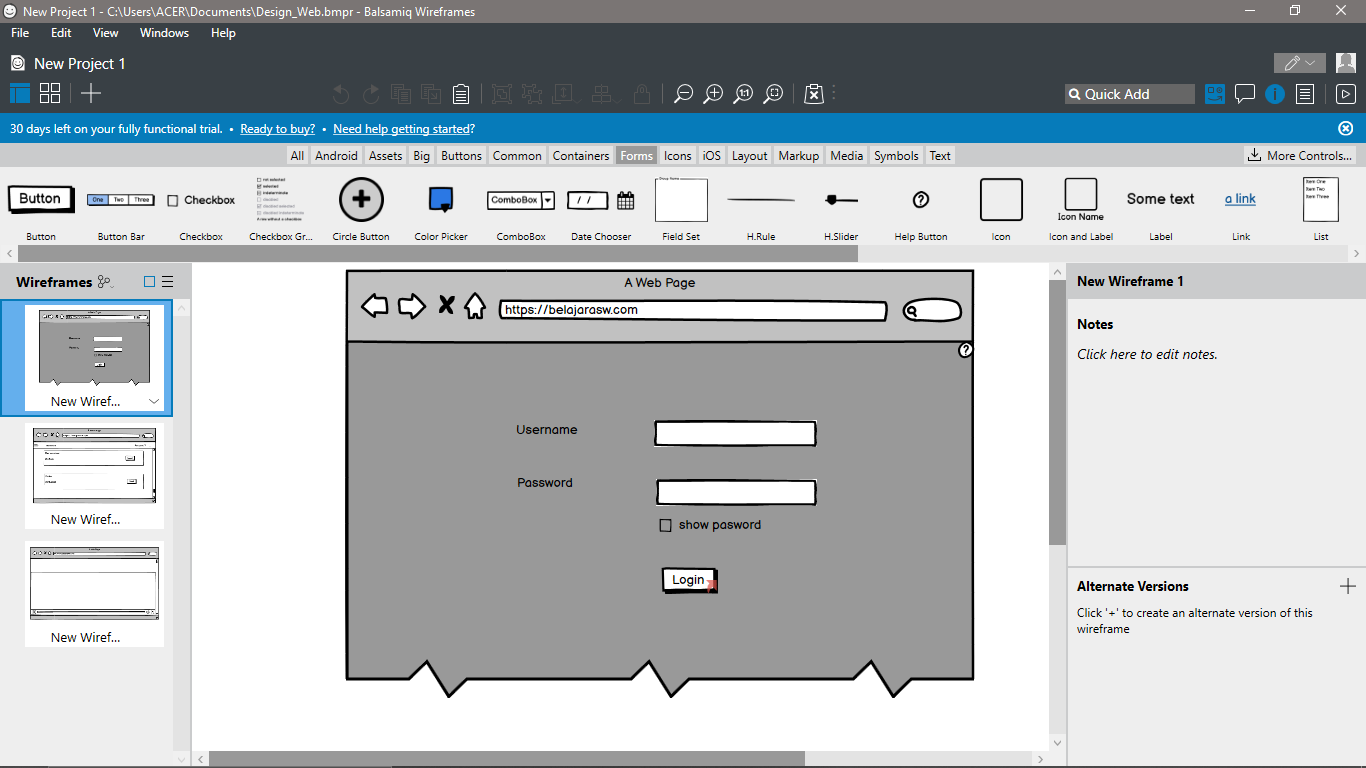 New Project 1 - C:\Users\ACER\Documents\Design_Web.bmpr - Balsamiq Wireframes
File Edit View Windows Help
New Project 1
1:1
Quick Add
30 days left on your fully functional trial. • Ready to buy? • Need help getting started?
All Android Assets Big Buttons Common Containers Forms Icons iOS Layout Markup Media Symbols Text More Controls...
Button One Two Three Checkbox ComboBox / / Icon Name Some text a link
Item One
Item Two
Item Three
Button Button Bar Checkbox Checkbox Gr... Circle Button Color Picker ComboBox Date Chooser Field Set H.Rule H.Slider Help Button Icon Icon and Label Label Link List
Wireframes
New Wiref...
New Wiref...
New Wiref...
A Web Page
https://belajarasw.com
?
Username
Password
show pasword
Login
New Wireframe 1
Notes
Click here to edit notes.
Alternate Versions
Click '+' to create an alternate version of this
wireframe